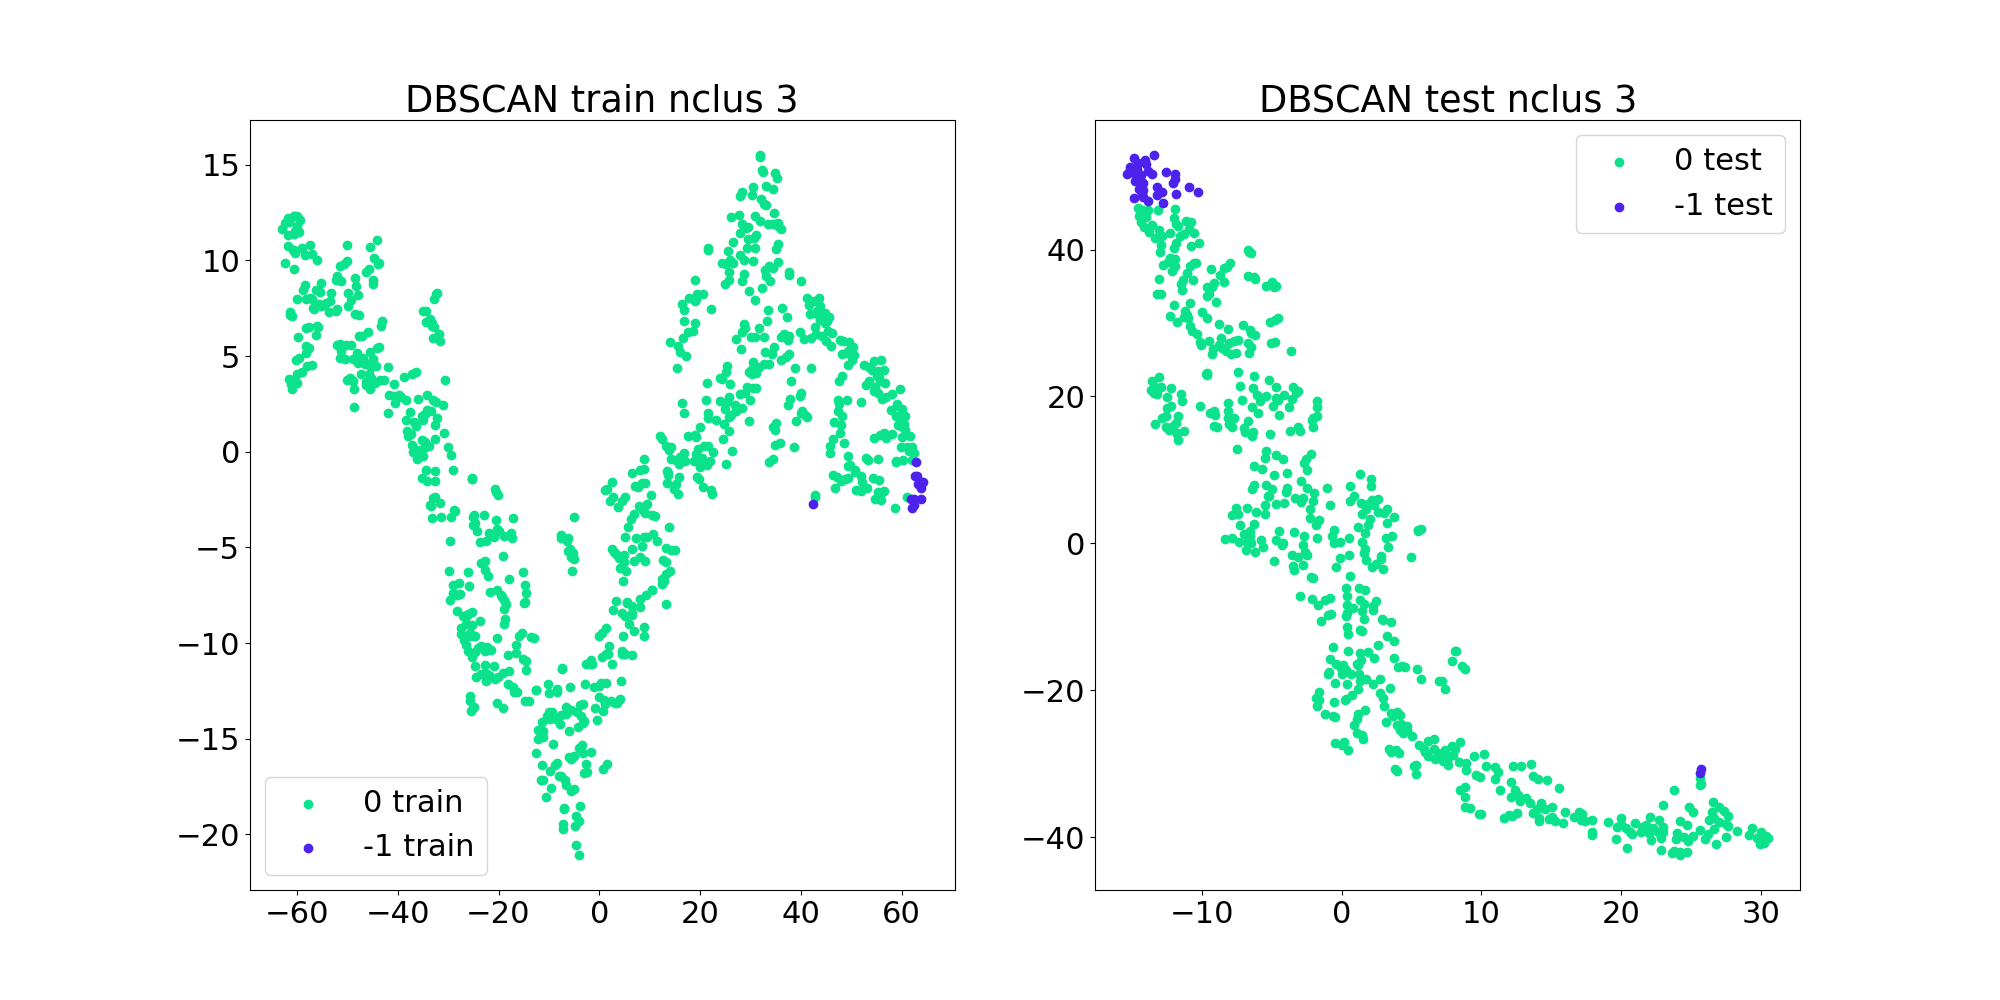 DBSCAN train nclus 3
15
10
5
0
−5
−10
−15
−20
−60 −40 −20 0 20 40 60
0 train
-1 train
DBSCAN test nclus 3
40
20
0
−20
−40
−10 0 10 20 30
0 test
-1 test